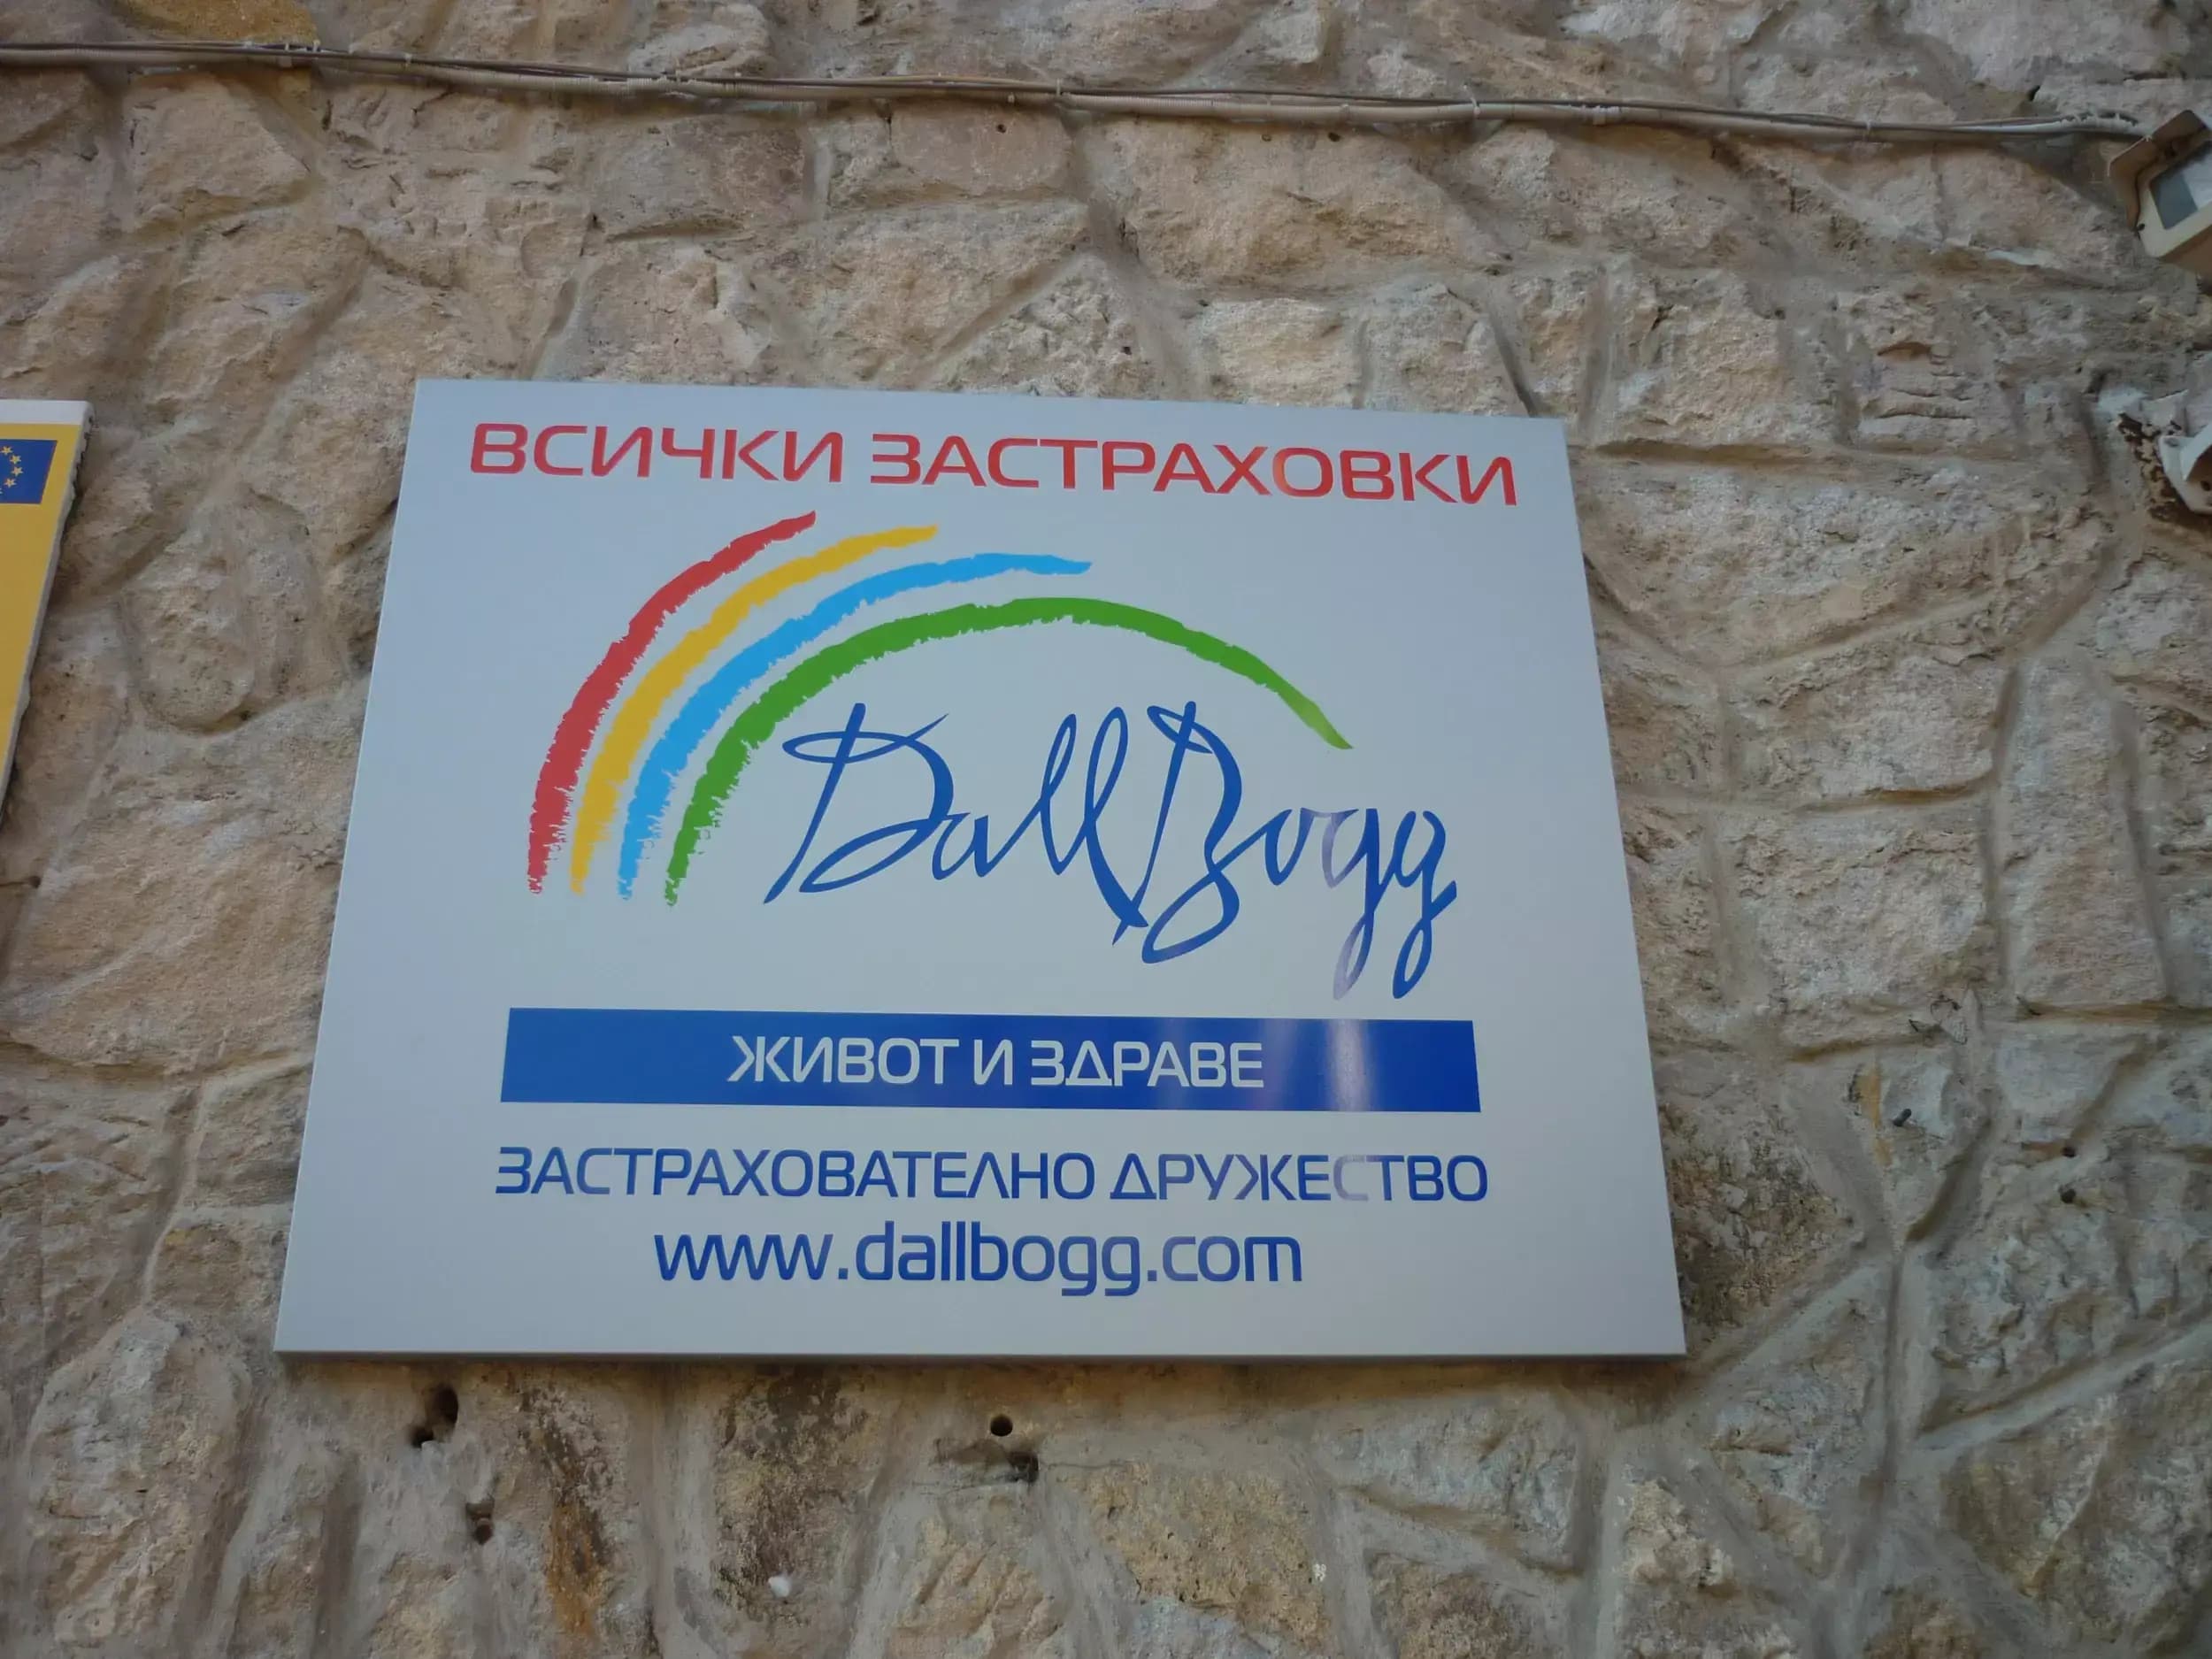 ВСИЧКИ ЗАСТРАХОВКИ
DallBogg
ЖИВОТ И ЗДРАВЕ
ЗАСТРАХОВАТЕЛНО ДРУЖЕСТВО
www.dallbogg.com